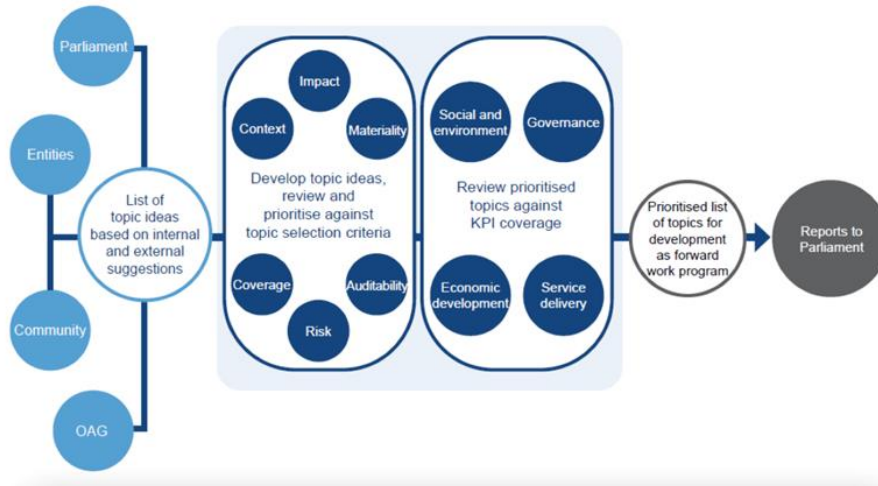 Parliament
Entities
Community
OAG
List of
topic ideas
based on internal
and external
suggestions
Impact
Context
Materiality
Develop topic ideas,
review and
prioritise against
topic selection criteria
Coverage
Auditability
Risk
Social and
environment
Governance
Review prioritised
topics against
KPI coverage
Economic
development
Service
delivery
Prioritised
list of topics for
development
as forward
work program
Reports to
Parliament